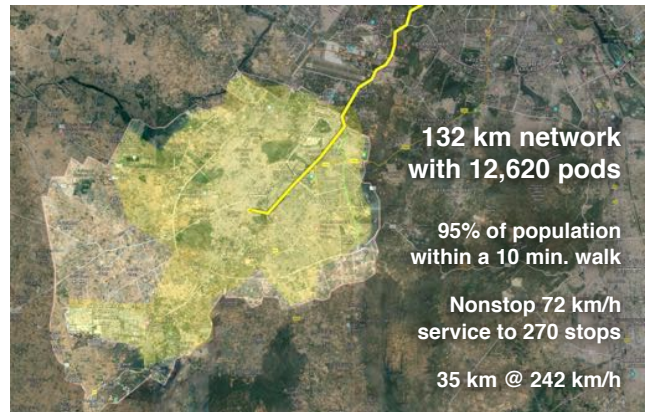 132 km network
with 12,620 pods
95% of population
within a 10 min. walk
Nonstop 72 km/h
service to 270 stops
35 km @ 242 km/h